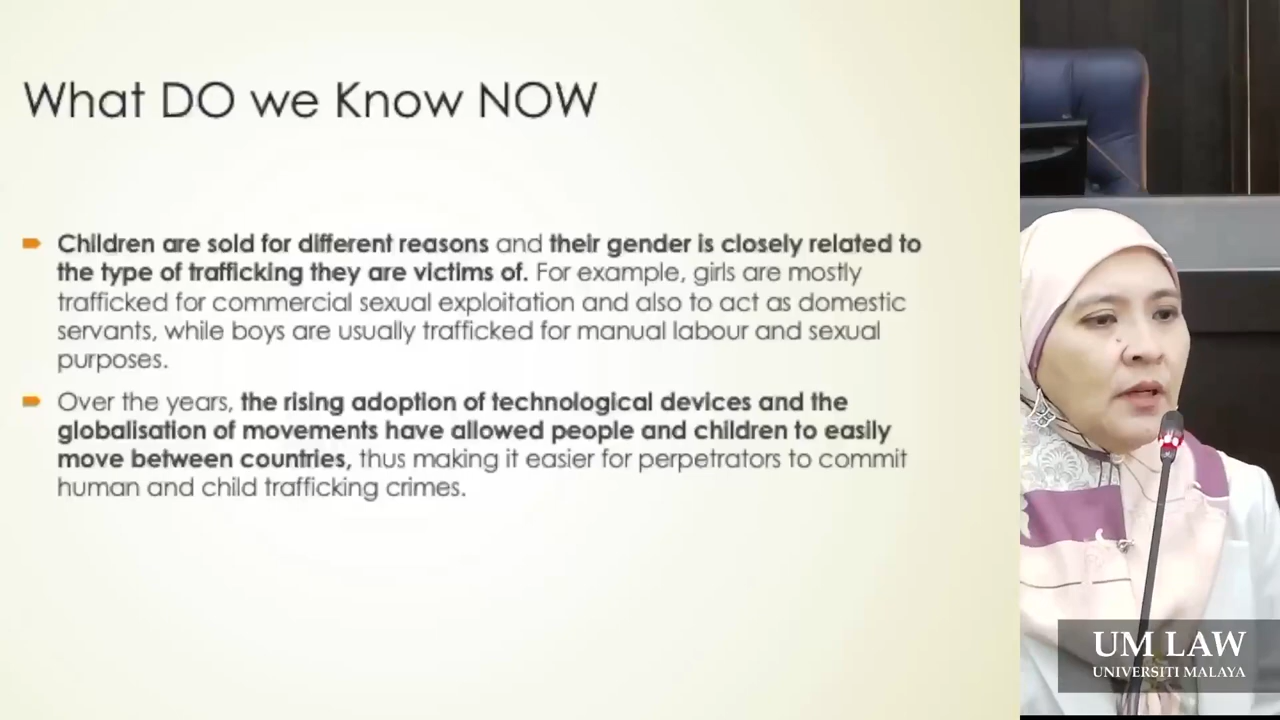 What DO we Know NOW
Children are sold for different reasons and their gender is closely related to
the type of trafficking they are victims of. For example, girls are mostly
trafficked for commercial sexual exploitation and also to act as domestic
servants, while boys are usually trafficked for manual labour and sexual
purposes.
Over the years, the rising adoption of technological devices and the
globalisation of movements have allowed people and children to easily
move between countries, thus making it easier for perpetrators to commit
human and child trafficking crimes.
UM LAW
UNIVERSITI MALAYA